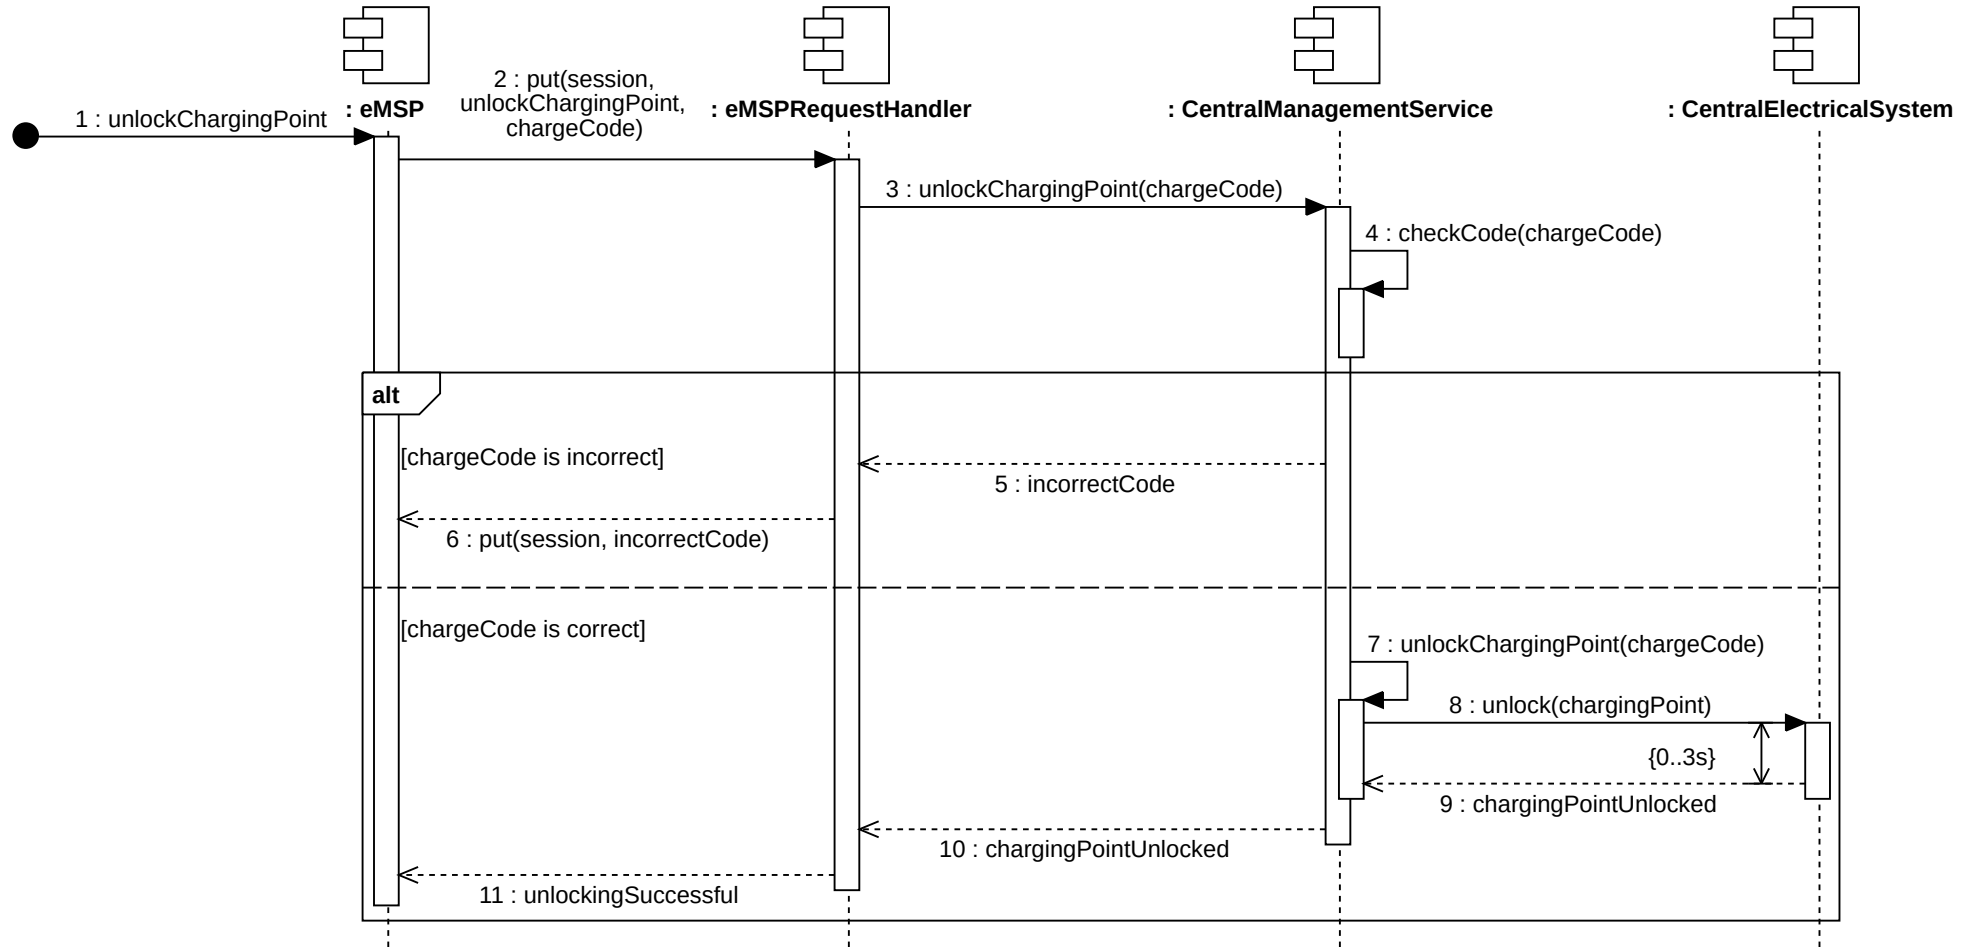 : eMSP
: eMSPRequestHandler
: CentralManagementService
: CentralElectricalSystem
1 : unlockChargingPoint
2 : put(session,
unlockChargingPoint,
chargeCode)
3 : unlockChargingPoint(chargeCode)
4 : checkCode(chargeCode)
alt
[chargeCode is incorrect]
5 : incorrectCode
6 : put(session, incorrectCode)
[chargeCode is correct]
7 : unlockChargingPoint(chargeCode)
8 : unlock(chargingPoint)
{0..3s}
9 : chargingPointUnlocked
10 : chargingPointUnlocked
11 : unlockingSuccessful